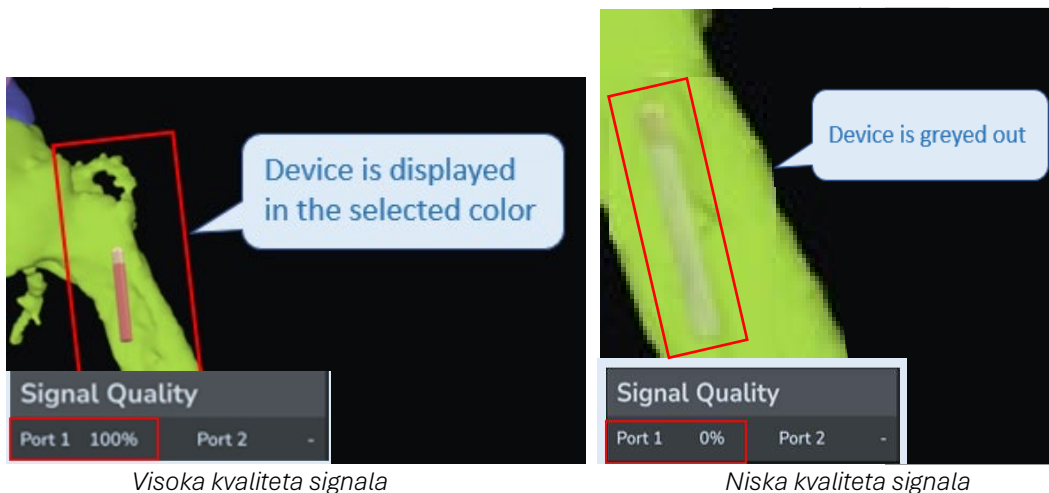 Device is displayed
in the selected color
Signal Quality
Port 1 100% Port 2 -
Visoka kvaliteta signala
Device is greyed out
Signal Quality
Port 1 0% Port 2 -
Niska kvaliteta signala